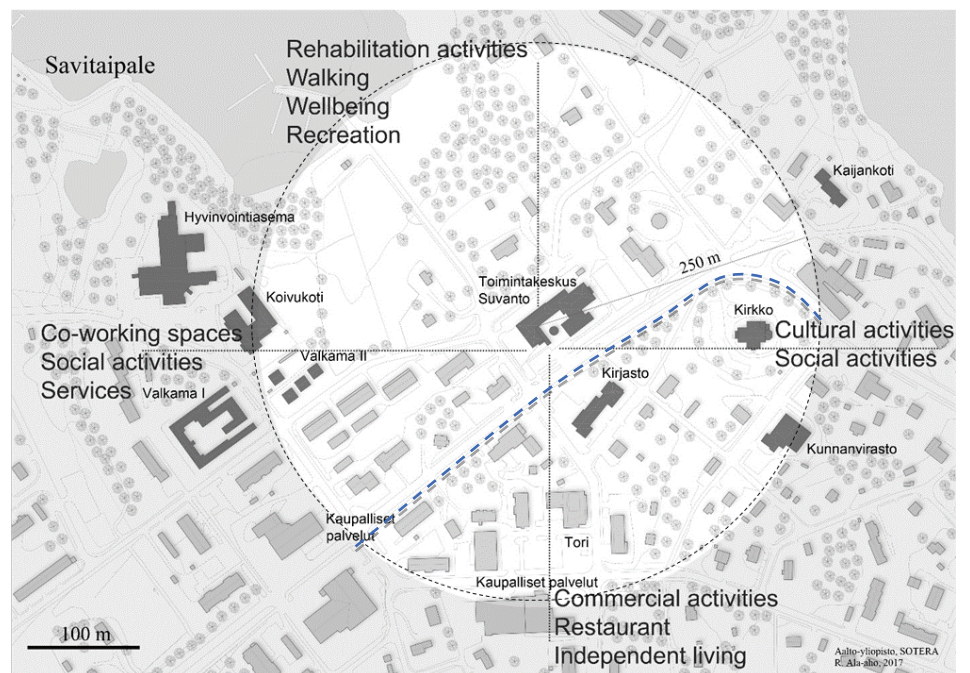 Savitaipale
Rehabilitation activities
Walking
Wellbeing
Recreation
Kaijankoti
Hyvinvointiasema
250 m
Toimintakeskus
Suvanto
Koivukoti
Kirkko
Co-working spaces
Social activities
Services
Cultural activities
Social activities
Valkama II
Kirjasto
Valkama I
Kunnanvirasto
Kaupalliset
palvelut
Tori
Kaupalliset palvelut
Commercial activities
Restaurant
Independent living
100 m
Aalto-yliopisto, SOTERA
R. Ala-aho, 2017